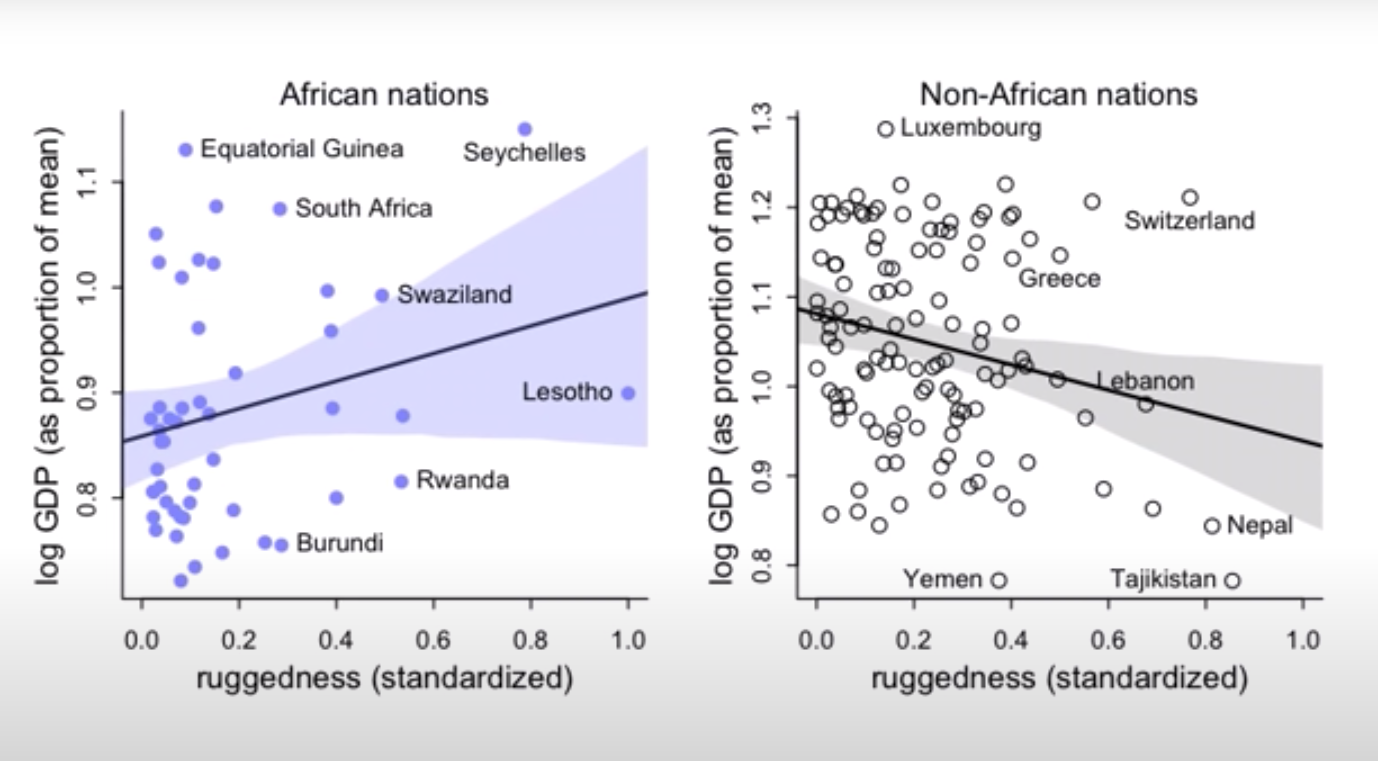 African nations
log GDP (as proportion of mean)
1.1
1.0
0.9
0.8
Equatorial Guinea
Seychelles
South Africa
Swaziland
Lesotho
Rwanda
Burundi
0.0 0.2 0.4 0.6 0.8 1.0
ruggedness (standardized)
Non-African nations
log GDP (as proportion of mean)
1.3
1.2
1.1
1.0
0.9
0.8
Luxembourg
Switzerland
Greece
Lebanon
Nepal
Yemen
Tajikistan
0.0 0.2 0.4 0.6 0.8 1.0
ruggedness (standardized)